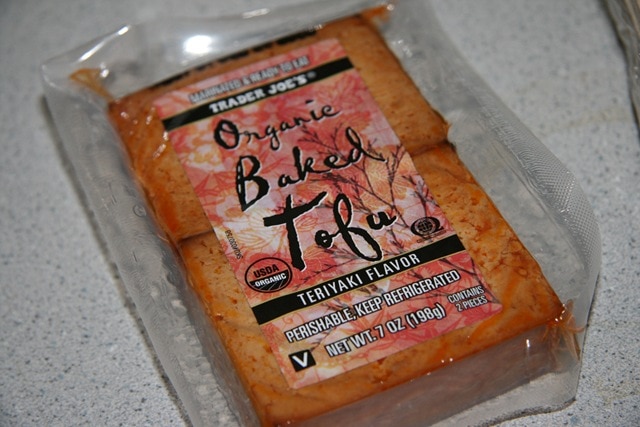 MARINATED & READY TO EAT
TRADER JOE'S®
Organic
Baked
Tofu
USDA
ORGANIC
TERIYAKI FLAVOR
PERISHABLE, KEEP REFRIGERATED
CONTAINS
2 PIECES
NET WT. 7 OZ (198g)
V